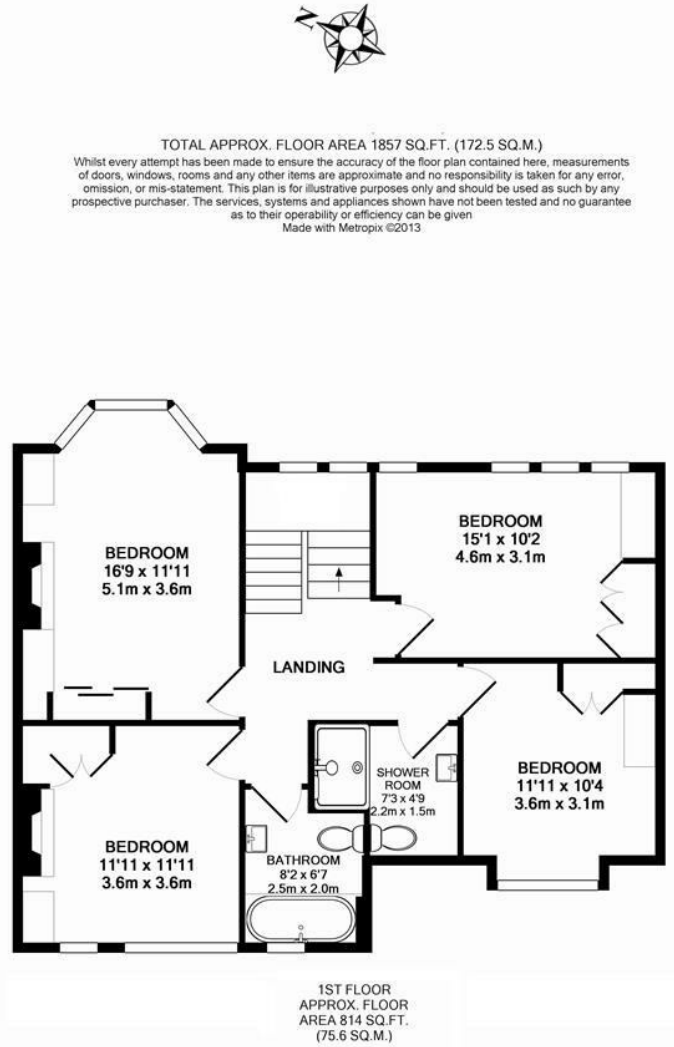 N
TOTAL APPROX. FLOOR AREA 1857 SQ.FT. (172.5 SQ.M.)
Whilst every attempt has been made to ensure the accuracy of the floor plan contained here, measurements
of doors, windows, rooms and any other items are approximate and no responsibility is taken for any error,
omission, or mis-statement. This plan is for illustrative purposes only and should be used as such by any
prospective purchaser. The services, systems and appliances shown have not been tested and no guarantee
as to their operability or efficiency can be given
Made with Metropix ©2013
BEDROOM
16'9 x 11'11
5.1m x 3.6m
BEDROOM
15'1 x 10'2
4.6m x 3.1m
LANDING
SHOWER
ROOM
7'3 x 4'9
2.2m x 1.5m
BEDROOM
11'11 x 10'4
3.6m x 3.1m
BEDROOM
11'11 x 11'11
3.6m x 3.6m
BATHROOM
8'2 x 6'7
2.5m x 2.0m
1ST FLOOR
APPROX. FLOOR
AREA 814 SQ.FT.
(75.6 SQ.M.)